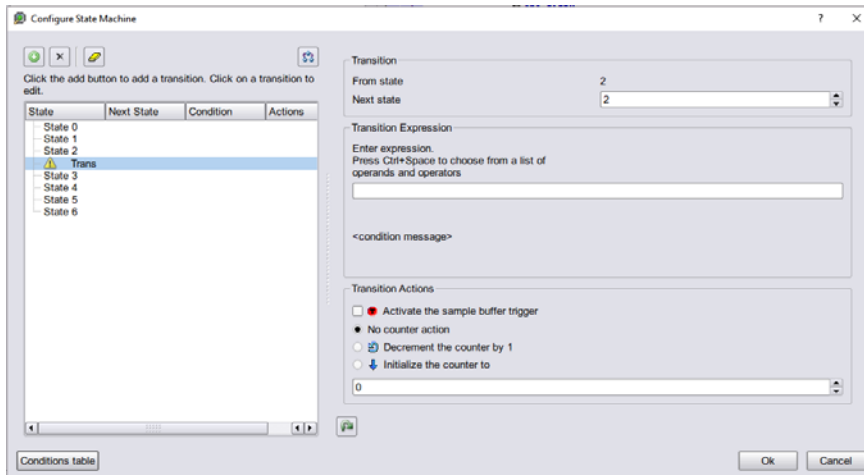 Configure State Machine
?
X
Click the add button to add a transition. Click on a transition to
edit.
State Next State Condition Actions
State 0
State 1
State 2
Trans
State 3
State 4
State 5
State 6
Transition
From state 2
Next state 2
Transition Expression
Enter expression.
Press Ctrl+Space to choose from a list of
operands and operators
<condition message>
Transition Actions
Activate the sample buffer trigger
No counter action
Decrement the counter by 1
Initialize the counter to
0
Conditions table
Ok Cancel